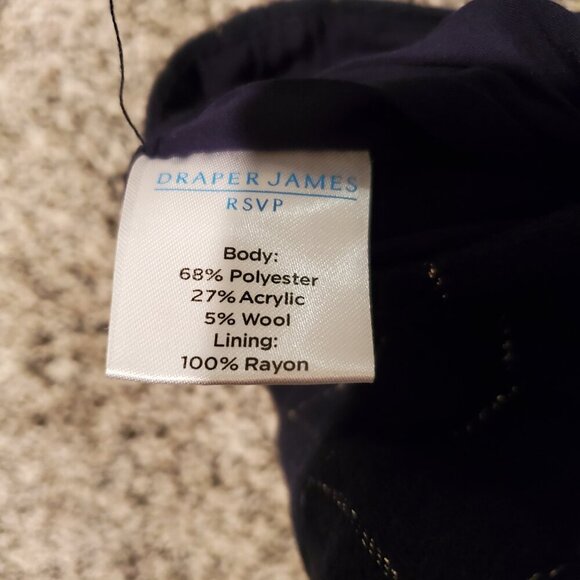 DRAPER JAMES
RSVP
Body:
68% Polyester
27% Acrylic
5% Wool
Lining:
100% Rayon